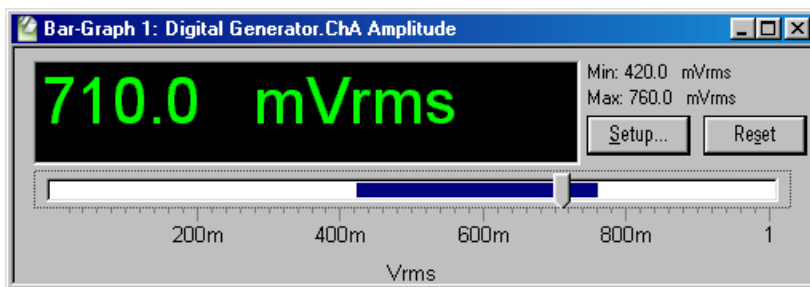 Bar-Graph 1: Digital Generator.ChA Amplitude
710.0 mVrms
Min: 420.0 mVrms
Max: 760.0 mVrms
Setup...
Reset
200m 400m 600m 800m 1
Vrms